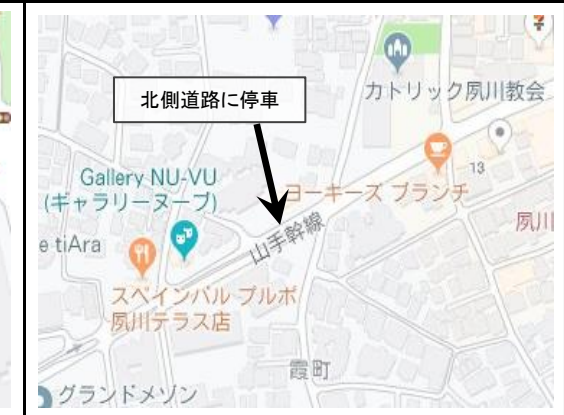 カトリック夙川教会
北側道路に停車
Gallery NU-VU
(ギャラリーヌーブ)
ヨーキーズ ブランチ
13
夙川
e tiAra
山手幹線
スペインバル プルポ
夙川テラス店
霞町
グランドメゾン